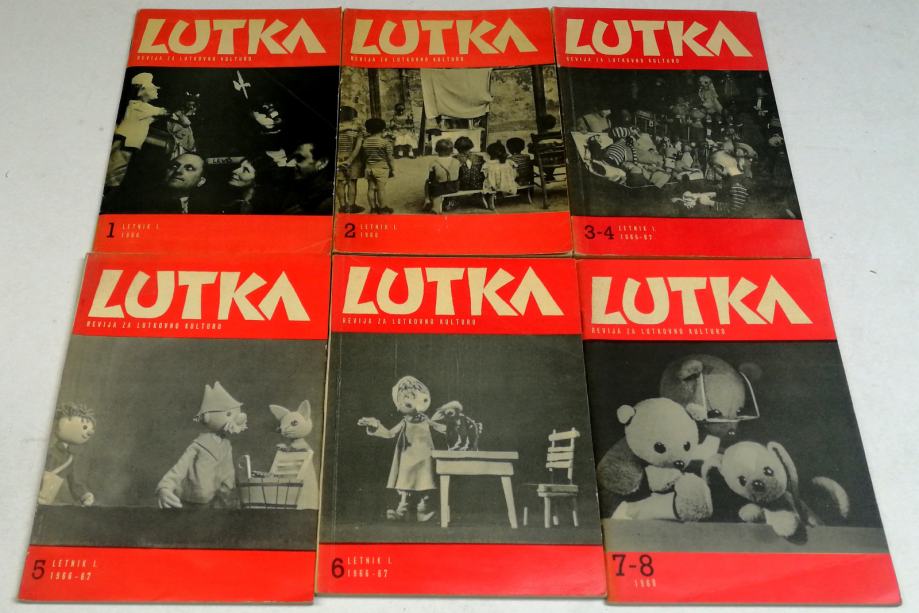 LUTKA
REVIJA ZA LUTKOVNO KULTURO
LEVO
1 LETNIK I.
1966
LUTKA
REVIJA ZA LUTKOVNO KULTURO
2 LETNIK I.
1966
LUTKA
REVIJA ZA LUTKOVNO KULTURO
3-4 LETNIK I.
1966-67
LUTKA
REVIJA ZA LUTKOVNO KULTURO
5 LETNIK I.
1966-67
LUTKA
REVIJA ZA LUTKOVNO KULTURO
6 LETNIK I.
1966-67
LUTKA
REVIJA ZA LUTKOVNO KULTURO
7-8
1968